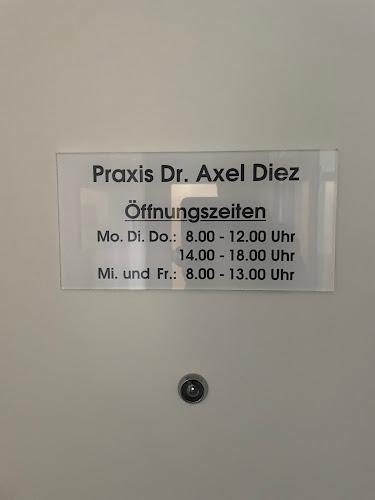 Praxis Dr. Axel Diez
Öffnungszeiten
Mo. Di. Do.: 8.00 - 12.00 Uhr
14.00 - 18.00 Uhr
Mi. und Fr.: 8.00 - 13.00 Uhr